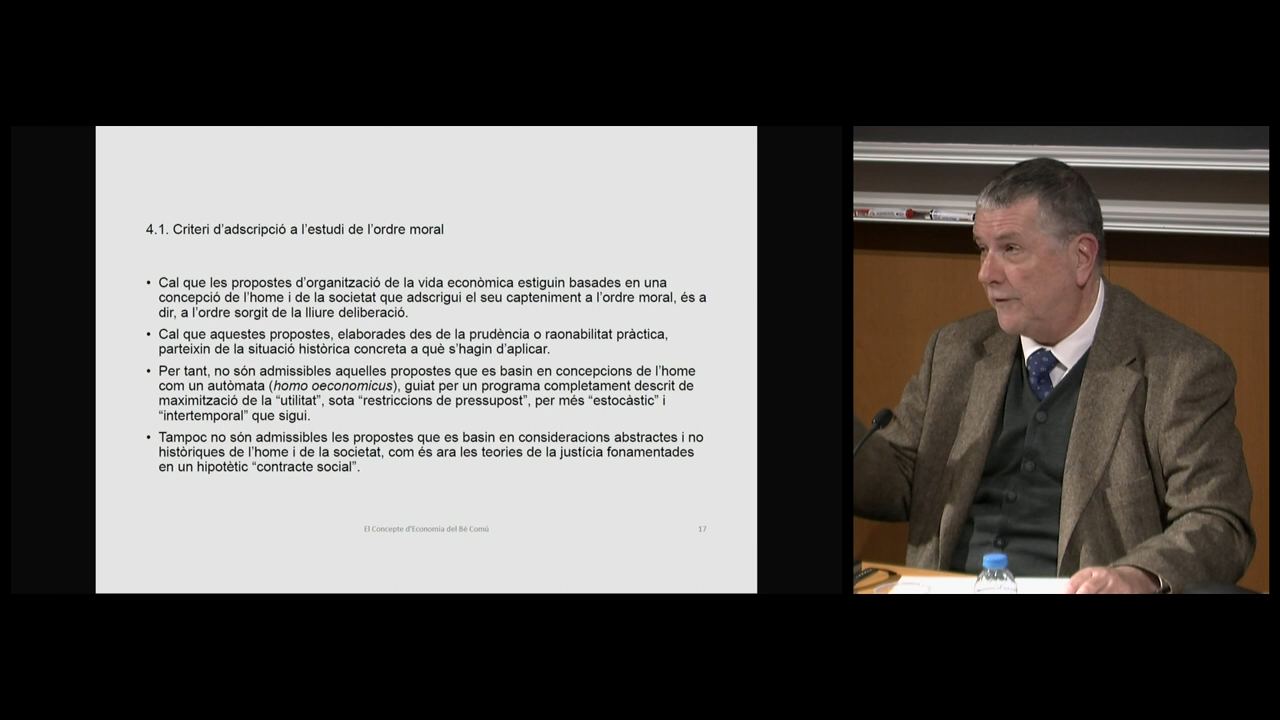 4.1. Criteri d’adscripció a l’estudi de l’ordre moral
• Cal que les propostes d’organització de la vida econòmica estiguin basades en una
concepció de l’home i de la societat que adscrigui el seu capteniment a l’ordre moral, és a
dir, a l’ordre sorgit de la lliure deliberació.
• Cal que aquestes propostes, elaborades des de la prudència o raonabilitat pràctica,
parteixin de la situació històrica concreta a què s’hagin d’aplicar.
• Per tant, no són admissibles aquelles propostes que es basin en concepcions de l’home
com un autòmata (homo oeconomicus), guiat per un programa completament descrit de
maximització de la “utilitat”, sota “restriccions de pressupost”, per més “estocàstic” i
“intertemporal” que sigui.
• Tampoc no són admissibles les propostes que es basin en consideracions abstractes i no
històriques de l’home i de la societat, com és ara les teories de la justícia fonamentades
en un hipotètic “contracte social”.
El Concepte d'Economia del Bé Comú
17